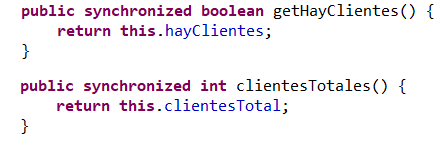 public synchronized boolean getHayClientes() {
    return this.hayClientes;
}
public synchronized int clientesTotales() {
    return this.clientesTotal;
}